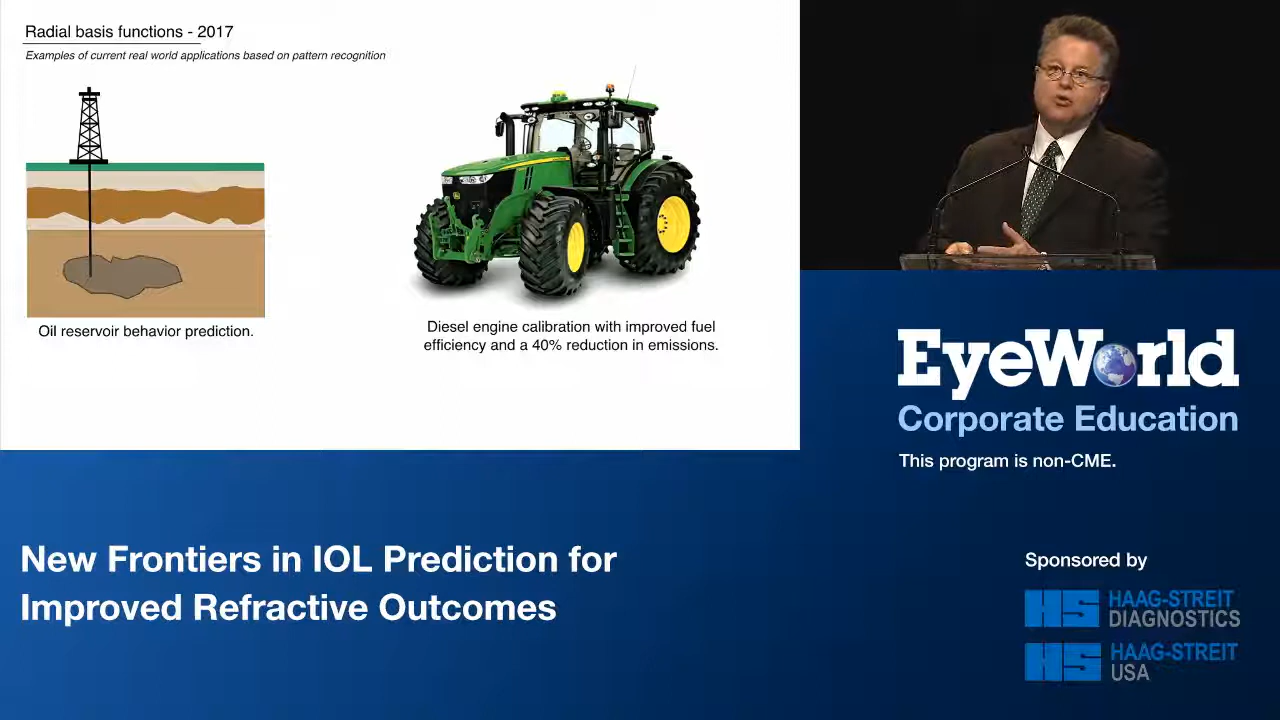 Radial basis functions - 2017
Examples of current real world applications based on pattern recognition
Oil reservoir behavior prediction.
Diesel engine calibration with improved fuel
efficiency and a 40% reduction in emissions.
EyeWorld
Corporate Education
This program is non-CME.
New Frontiers in IOL Prediction for
Improved Refractive Outcomes
Sponsored by
HS HAAG-STREIT
DIAGNOSTICS
HS HAAG-STREIT
USA